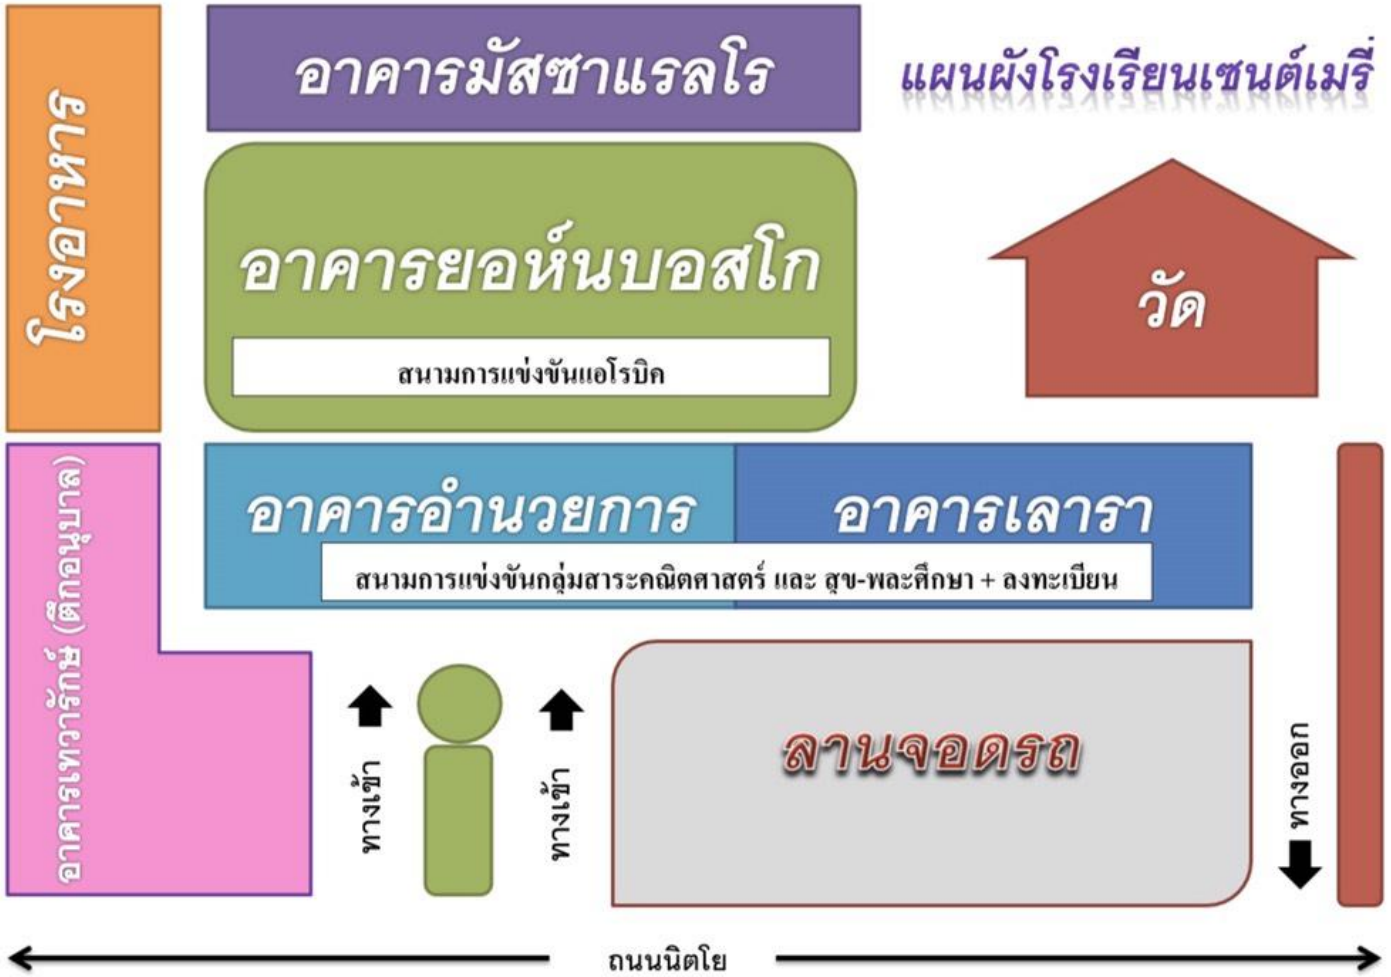 แผนผังโรงเรียนเซนต์เมรี่
โรงอาหาร
อาคารมัสซาแรลโร
อาคารยอห์นบอสโก
สนามการแข่งขันแอโรบิค
วัด
อาคารเทวารักษ์ (ตึกอนุบาล)
อาคารอำนวยการ
อาคารเลารา
สนามการแข่งขันกลุ่มสาระคณิตศาสตร์ และ สุข-พละศึกษา + ลงทะเบียน
ทางเข้า
ทางเข้า
ลานจอดรถ
ทางออก
ถนนนิตโย